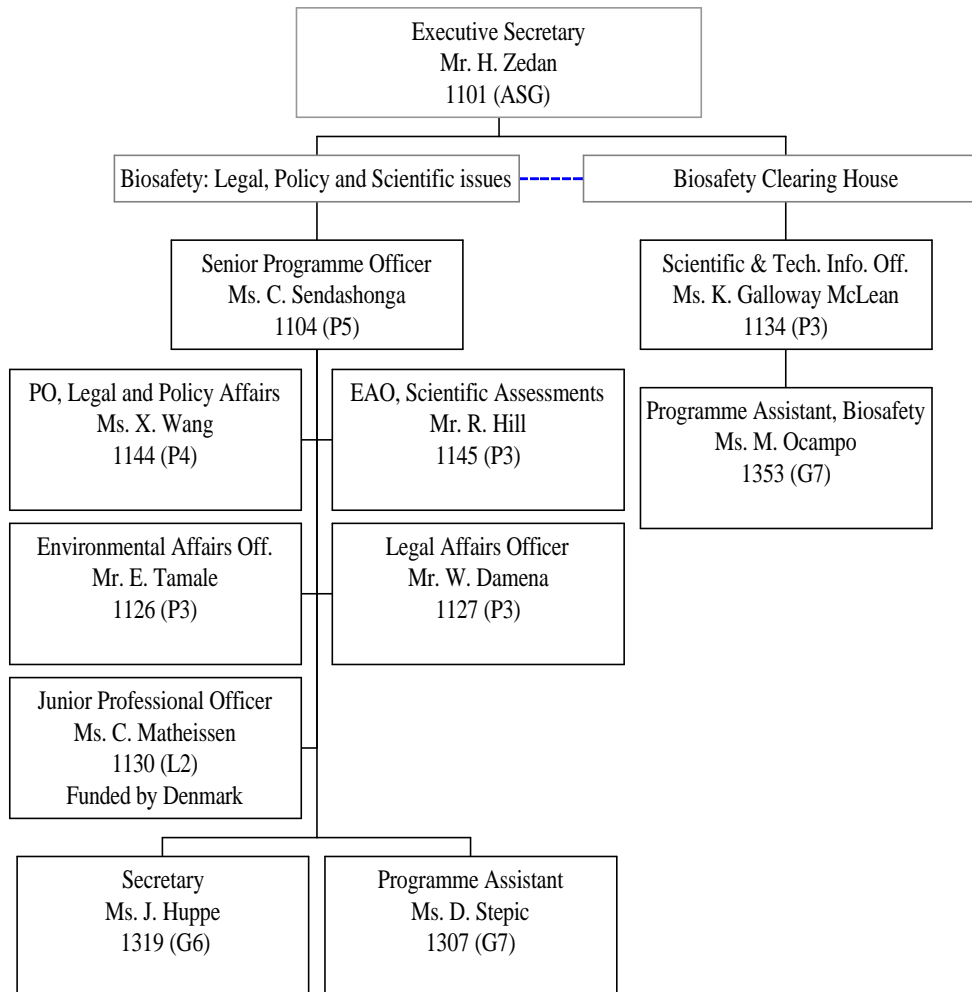 Executive Secretary
Mr. H. Zedan
1101 (ASG)
Biosafety: Legal, Policy and Scientific issues
Biosafety Clearing House
Senior Programme Officer
Ms. C. Sendashonga
1104 (P5)
Scientific & Tech. Info. Off.
Ms. K. Galloway McLean
1134 (P3)
PO, Legal and Policy Affairs
Ms. X. Wang
1144 (P4)
EAO, Scientific Assessments
Mr. R. Hill
1145 (P3)
Programme Assistant, Biosafety
Ms. M. Ocampo
1353 (G7)
Environmental Affairs Off.
Mr. E. Tamale
1126 (P3)
Legal Affairs Officer
Mr. W. Damena
1127 (P3)
Junior Professional Officer
Ms. C. Matheissen
1130 (L2)
Funded by Denmark
Secretary
Ms. J. Huppe
1319 (G6)
Programme Assistant
Ms. D. Stepic
1307 (G7)